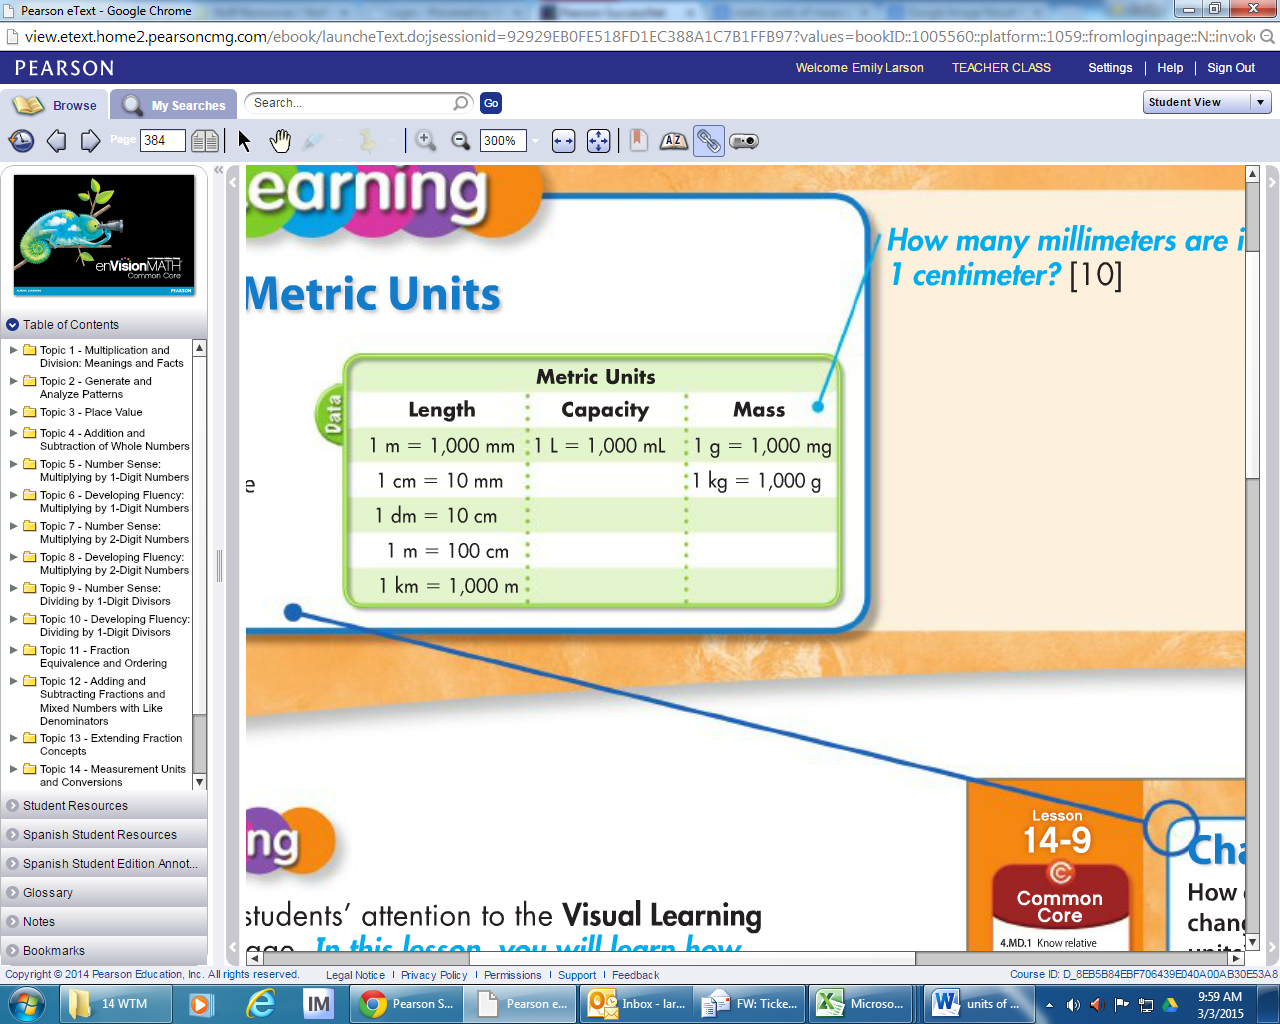 Pearson eText - Google Chrome
view.etext.home2.pearsoncmg.com/ebook/launcheText.do;jsessionid=92929EB0FE518FD1EC388A1C7B1FFB97?values=bookID::1005560::platform::1059::fromloginpage::N::invok
PEARSON
Welcome Emily Larson TEACHER CLASS Settings Help Sign Out
Browse My Searches Search... Go Student View
Page 384 AZ 300%
enVisionMATH
Common Core
PEARSON
Table of Contents
Topic 1 - Multiplication and
Division: Meanings and Facts
Topic 2 - Generate and
Analyze Patterns
Topic 3 - Place Value
Topic 4 - Addition and
Subtraction of Whole Numbers
Topic 5 - Number Sense:
Multiplying by 1-Digit Numbers
Topic 6 - Developing Fluency:
Multiplying by 1-Digit Numbers
Topic 7 - Number Sense:
Multiplying by 2-Digit Numbers
Topic 8 - Developing Fluency:
Multiplying by 2-Digit Numbers
Topic 9 - Number Sense:
Dividing by 1-Digit Divisors
Topic 10 - Developing Fluency:
Dividing by 1-Digit Divisors
Topic 11 - Fraction
Equivalence and Ordering
Topic 12 - Adding and
Subtracting Fractions and
Mixed Numbers with Like
Denominators
Topic 13 - Extending Fraction
Concepts
Topic 14 - Measurement Units
and Conversions
Student Resources
Spanish Student Resources
Spanish Student Edition Annot...
Glossary
Notes
Bookmarks
earning
Metric Units
How many millimeters are i
1 centimeter? [10]
Data
Metric Units
Length Capacity Mass
1 m = 1,000 mm 1 L = 1,000 mL 1 g = 1,000 mg
1 cm = 10 mm 1 kg = 1,000 g
1 dm = 10 cm
1 m = 100 cm
1 km = 1,000 m
e
ng
students' attention to the Visual Learning
age. In this lesson, you will learn how
Lesson
14-9
Common
Core
4.MD.1 Know relative
Cha
How
chang
units
Copyright © 2014 Pearson Education, Inc. All rights reserved. Legal Notice | Privacy Policy | Permissions | Support | Feedback Course ID: D_8EB5B84EBF706439E040A00AB30E53A8
14 WTM IM Pearson S... Pearson e... Inbox - lar... FW: Ticke... Microso... units of ... 9:59 AM
3/3/2015